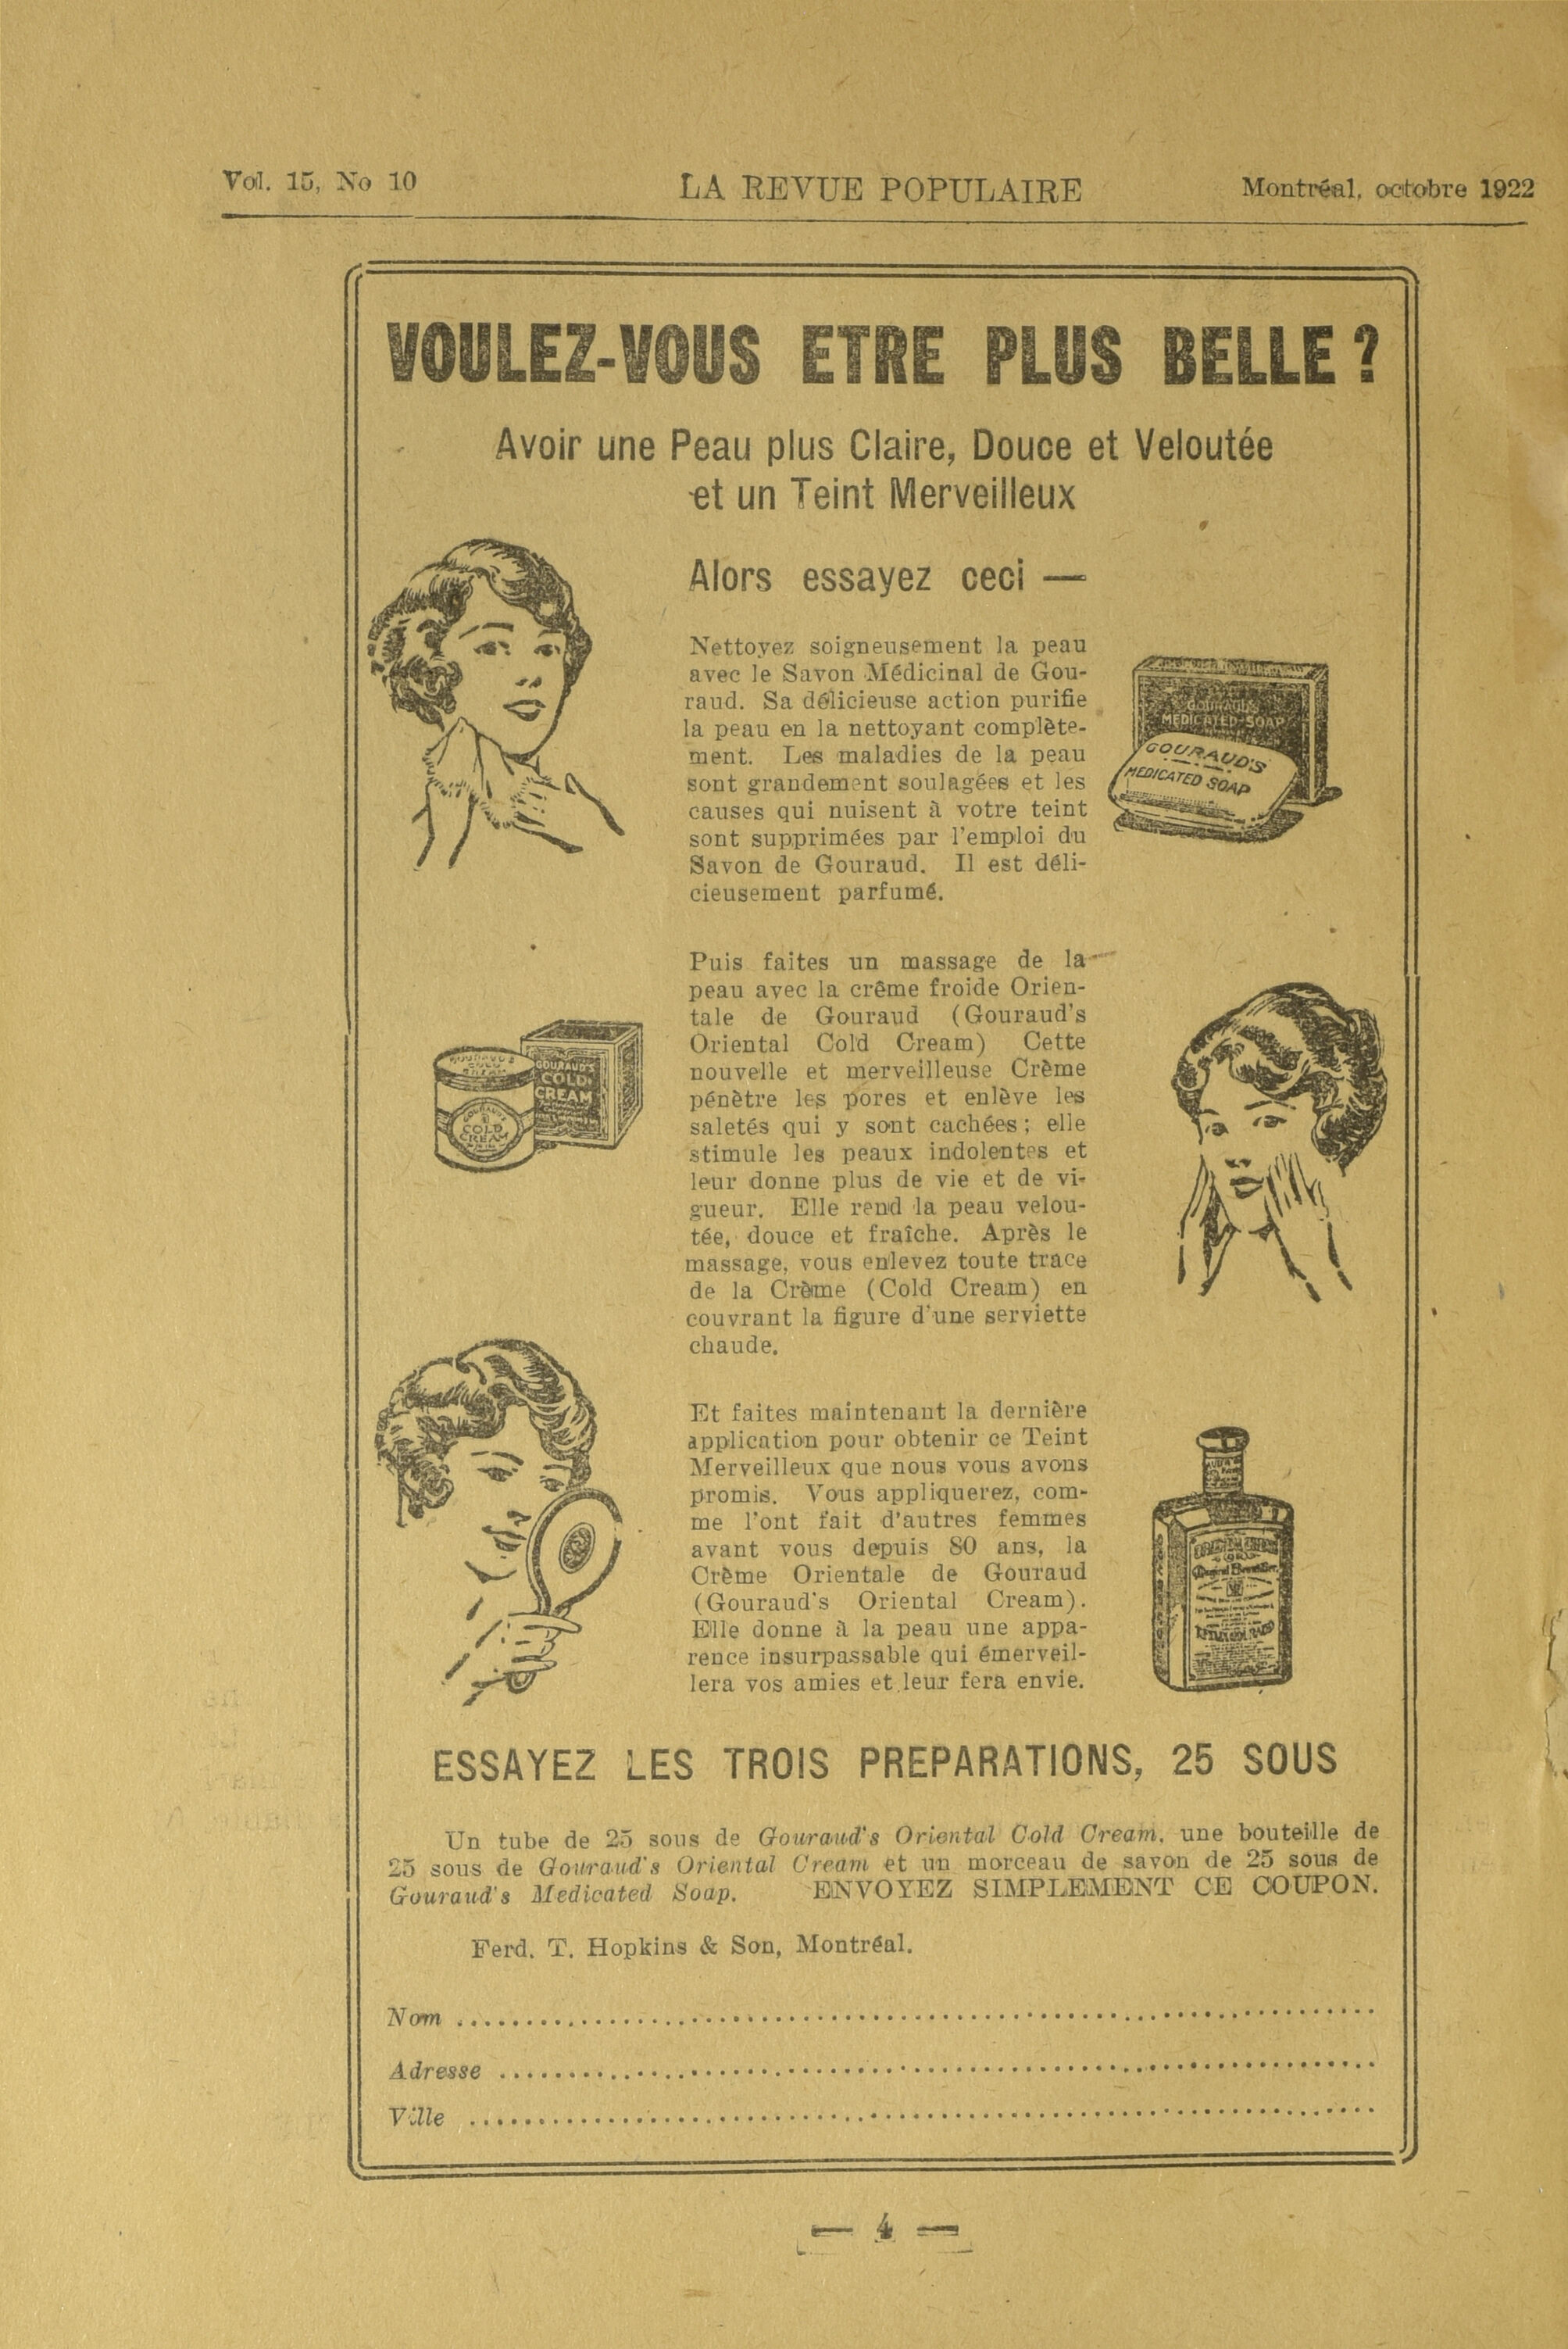 Vol. 15, No 10
LA REVUE POPULAIRE
Montréal, octobre 1922
VOULEZ-VOUS ETRE PLUS BELLE ?
Avoir une Peau plus Claire, Douce et Veloutée
et un Teint Merveilleux
Alors essayez ceci —
Nettoyez soigneusement la peau
avec le Savon Médicinal de Gou-
raud. Sa délicieuse action purifie
la peau en la nettoyant complète-
ment. Les maladies de la peau
sont grandement soulagées et les
causes qui nuisent à votre teint
sont supprimées par l'emploi du
Savon de Gouraud. Il est déli-
cieusement parfumé.
GOURAUD'S
MEDICATED SOAP
GOURAUD'S
MEDICATED SOAP
Puis faites un massage de la
peau avec la crême froide Orien-
tale de Gouraud (Gouraud's
Oriental Cold Cream) Cette
nouvelle et merveilleuse Crème
pénètre les pores et enlève les
saletés qui y sont cachées; elle
stimule les peaux indolentes et
leur donne plus de vie et de vi-
gueur. Elle rend la peau velou-
tée, douce et fraîche. Après le
massage, vous enlevez toute trace
de la Crème (Cold Cream) en
couvrant la figure d'une serviette
chaude.
GOURAUD'S
COLD
CREAM
COLD
CREAM
Et faites maintenant la dernière
application pour obtenir ce Teint
Merveilleux que nous vous avons
promis. Vous appliquerez, com-
me l'ont fait d'autres femmes
avant vous depuis 80 ans, la
Crème Orientale de Gouraud
(Gouraud's Oriental Cream).
Elle donne à la peau une appa-
rence insurpassable qui émerveil-
lera vos amies et leur fera envie.
ESSAYEZ LES TROIS PREPARATIONS, 25 SOUS
Un tube de 25 sous de Gouraud's Oriental Cold Cream, une bouteille de
25 sous de Gouraud's Oriental Cream et un morceau de savon de 25 sous de
Gouraud's Medicated Soap. ENVOYEZ SIMPLEMENT CE COUPON.
Ferd. T. Hopkins & Son, Montréal.
Nom
Adresse
Ville
— 4 —